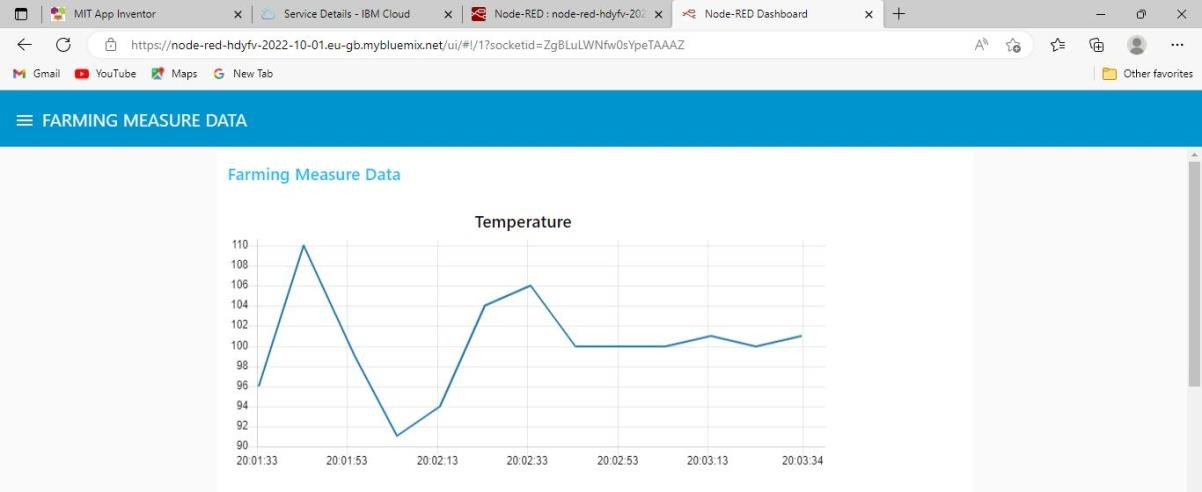 MIT App Inventor
Service Details - IBM Cloud
Node-RED : node-red-hdyfv-202
Node-RED Dashboard
https://node-red-hdyfv-2022-10-01.eu-gb.mybluemix.net/ui/#!/1?socketid=ZgBLuLWNfw0sYpeTAAAZ
Gmail
YouTube
Maps
New Tab
Other favorites
FARMING MEASURE DATA
Farming Measure Data
Temperature
110
108
106
104
102
100
98
96
94
92
90
20:01:33 20:01:53 20:02:13 20:02:33 20:02:53 20:03:13 20:03:34